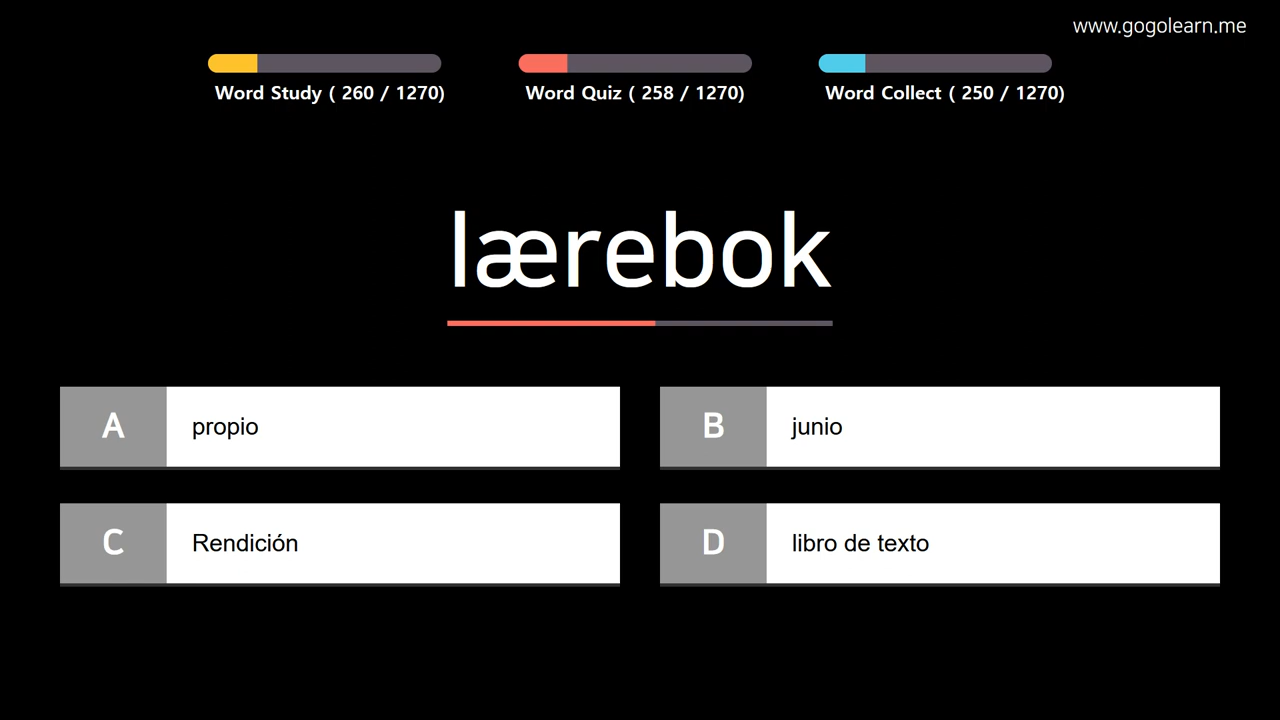 www.gogolearn.me
Word Study ( 260 / 1270)
Word Quiz ( 258 / 1270)
Word Collect ( 250 / 1270)
lærebok
A
propio
B
junio
C
Rendición
D
libro de texto